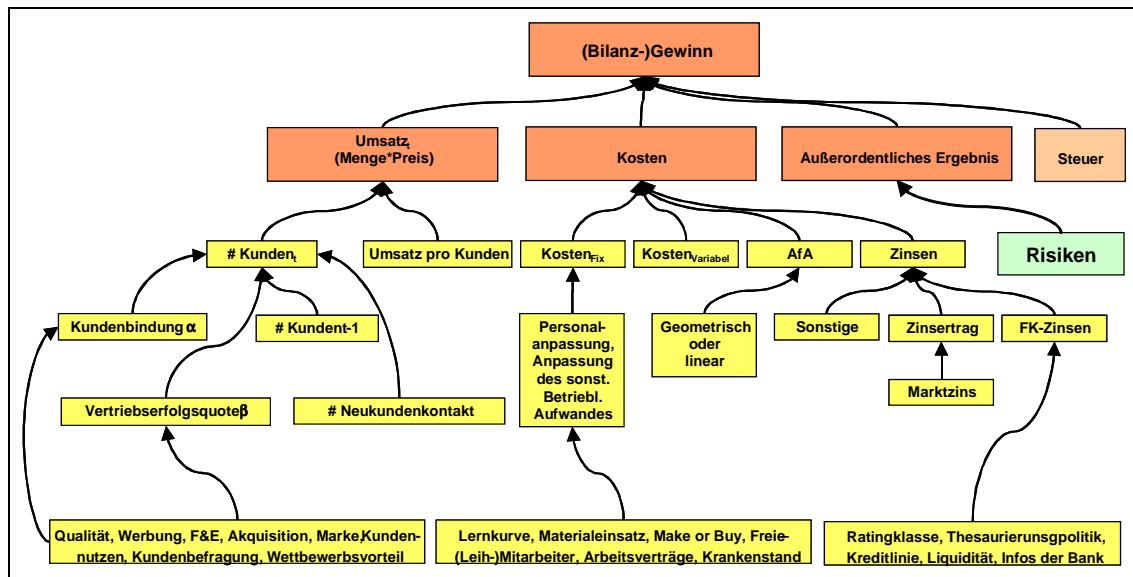 (Bilanz-)Gewinn
Umsatzt
(Menge*Preis)
Kosten
Außerordentliches Ergebnis
Steuer
# Kundent
Umsatz pro Kunden
KostenFix
KostenVariabel
AfA
Zinsen
Risiken
Kundenbindung α
# Kundent-1
Personal-
anpassung,
Anpassung
des sonst.
Betriebl.
Aufwandes
Geometrisch
oder
linear
Sonstige
Zinsertrag
FK-Zinsen
Marktzins
Vertriebserfolgsquoteβ
# Neukundenkontakt
Qualität, Werbung, F&E, Akquisition, Marke,Kunden-
nutzen, Kundenbefragung, Wettbewerbsvorteil
Lernkurve, Materialeinsatz, Make or Buy, Freie-
(Leih-)Mitarbeiter, Arbeitsverträge, Krankenstand
Ratingklasse, Thesaurierunsgpolitik,
Kreditlinie, Liquidität, Infos der Bank